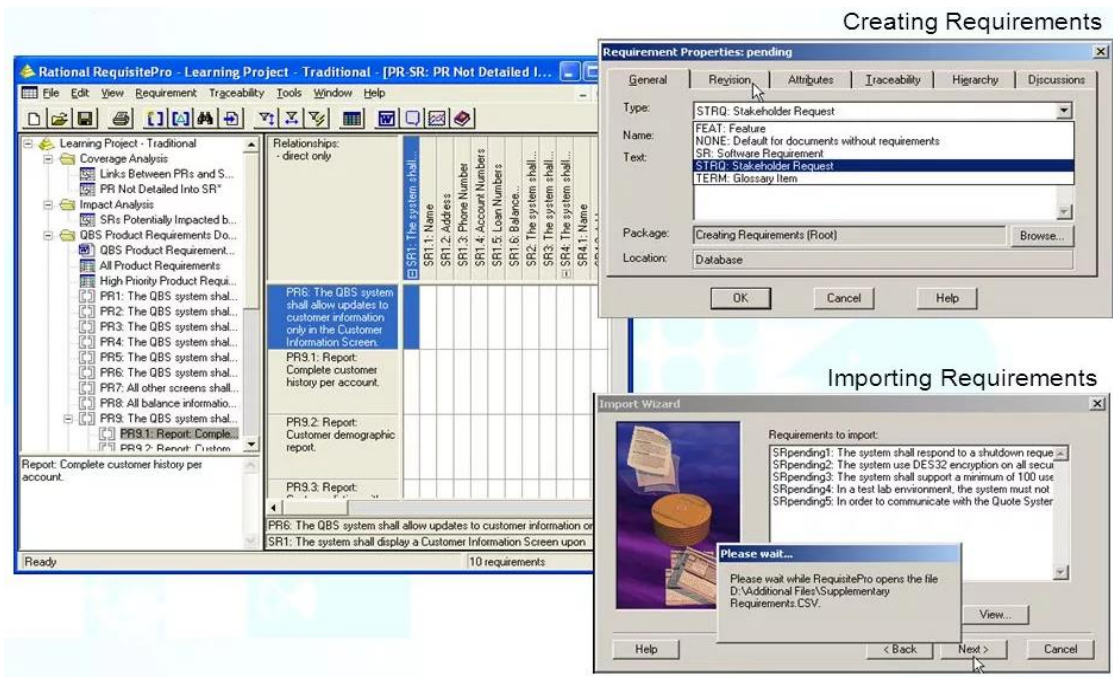 Creating Requirements
Rational RequisitePro - Learning Project - Traditional - [PR-SR: PR Not Detailed I...
File Edit View Requirement Traceability Tools Window Help
Learning Project - Traditional
Coverage Analysis
Links Between PRs and S...
PR Not Detailed Into SR*
Impact Analysis
SRs Potentially Impacted b...
QBS Product Requirements Do...
QBS Product Requirement...
All Product Requirements
High Priority Product Requi...
PR1: The QBS system shal...
PR2: The QBS system shal...
PR3: The QBS system shal...
PR4: The QBS system shal...
PR5: The QBS system shal...
PR6: The QBS system shal...
PR7: All other screens shall...
PR8: All balance informatio...
PR9: The QBS system shal...
PR9.1: Report: Comple...
PR9.2: Report: Custom
Report: Complete customer history per
account.
Relationships:
- direct only
SR1: The system shall...
SR1.1: Name
SR1.2: Address
SR1.3: Phone Number
SR1.4: Account Numbers
SR1.5: Loan Numbers
SR1.6: Balance...
SR2: The system shall...
SR3: The system shall...
SR4: The system shall...
SR4.1: Name
PR6: The QBS system
shall allow updates to
customer information
only in the Customer
Information Screen.
PR9.1: Report:
Complete customer
history per account.
PR9.2: Report:
Customer demographic
report.
PR9.3: Report:
PR6: The QBS system shall allow updates to customer information or
SR1: The system shall display a Customer Information Screen upon
Ready
10 requirements
Requirement Properties: pending
General Revision Attributes Traceability Hierarchy Discussions
Type: STRQ: Stakeholder Request
FEAT: Feature
Name: NONE: Default for documents without requirements
SR: Software Requirement
Text: STRQ: Stakeholder Request
TERM: Glossary Item
Package: Creating Requirements (Root) Browse...
Location: Database
OK Cancel Help
Importing Requirements
Import Wizard
Requirements to import:
SRpending1: The system shall respond to a shutdown reque
SRpending2: The system use DES32 encryption on all secui
SRpending3: The system shall support a minimum of 100 use
SRpending4: In a test lab environment, the system must not
SRpending5: In order to communicate with the Quote System
Please wait...
Please wait while RequisitePro opens the file
D:\Additional Files\Supplementary
Requirements.CSV.
View...
Help < Back Next > Cancel